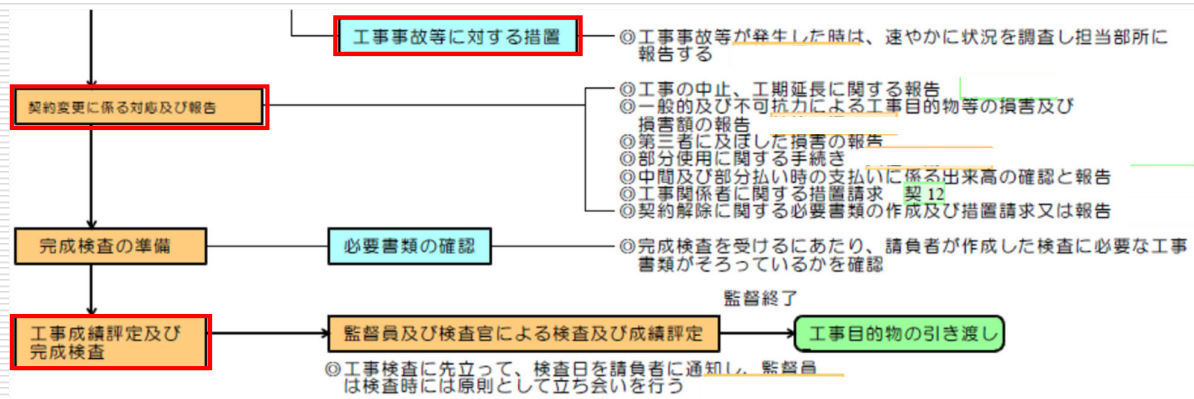 工事事故等に対する措置
◎工事事故等が発生した時は、速やかに状況を調査し担当部所に
報告する
契約変更に係る対応及び報告
◎工事の中止、工期延長に関する報告
◎一般的及び不可抗力による工事目的物等の損害及び
損害額の報告
◎第三者に及ぼした損害の報告
◎部分使用に関する手続き
◎中間及び部分払い時の支払いに係る出来高の確認と報告
◎工事関係者に関する措置請求 契 12
◎契約解除に関する必要書類の作成及び措置請求又は報告
完成検査の準備
必要書類の確認
◎完成検査を受けるにあたり、請負者が作成した検査に必要な工事
書類がそろっているかを確認
監督終了
工事成績評定及び
完成検査
監督員及び検査官による検査及び成績評定
工事目的物の引き渡し
◎工事検査に先立って、検査日を請負者に通知し、監督員
は検査時には原則として立ち会いを行う